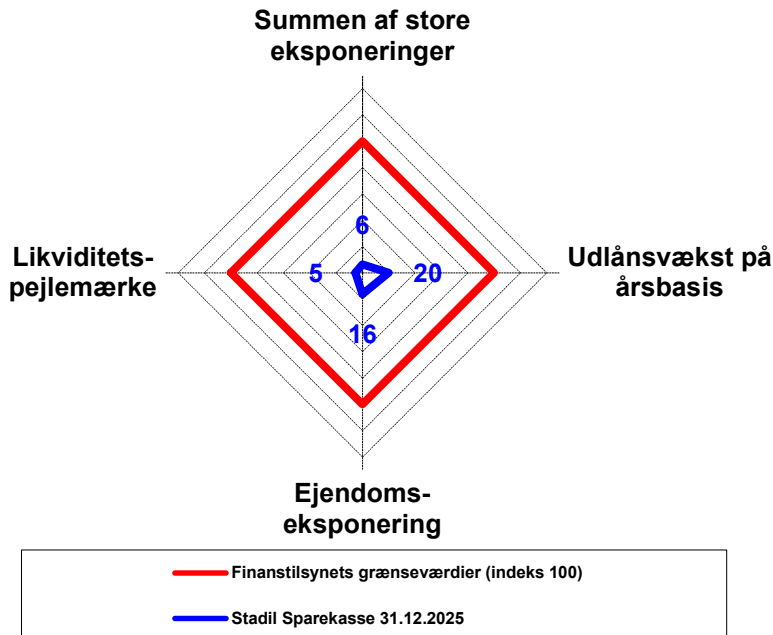 Summen af store
eksponeringer
6
Likviditets-
pejlemærke
5
20
Udlånsvækst på
årsbasis
16
Ejendoms-
eksponering
Finanstilsynets grænseværdier (indeks 100)
Stadil Sparekasse 31.12.2025